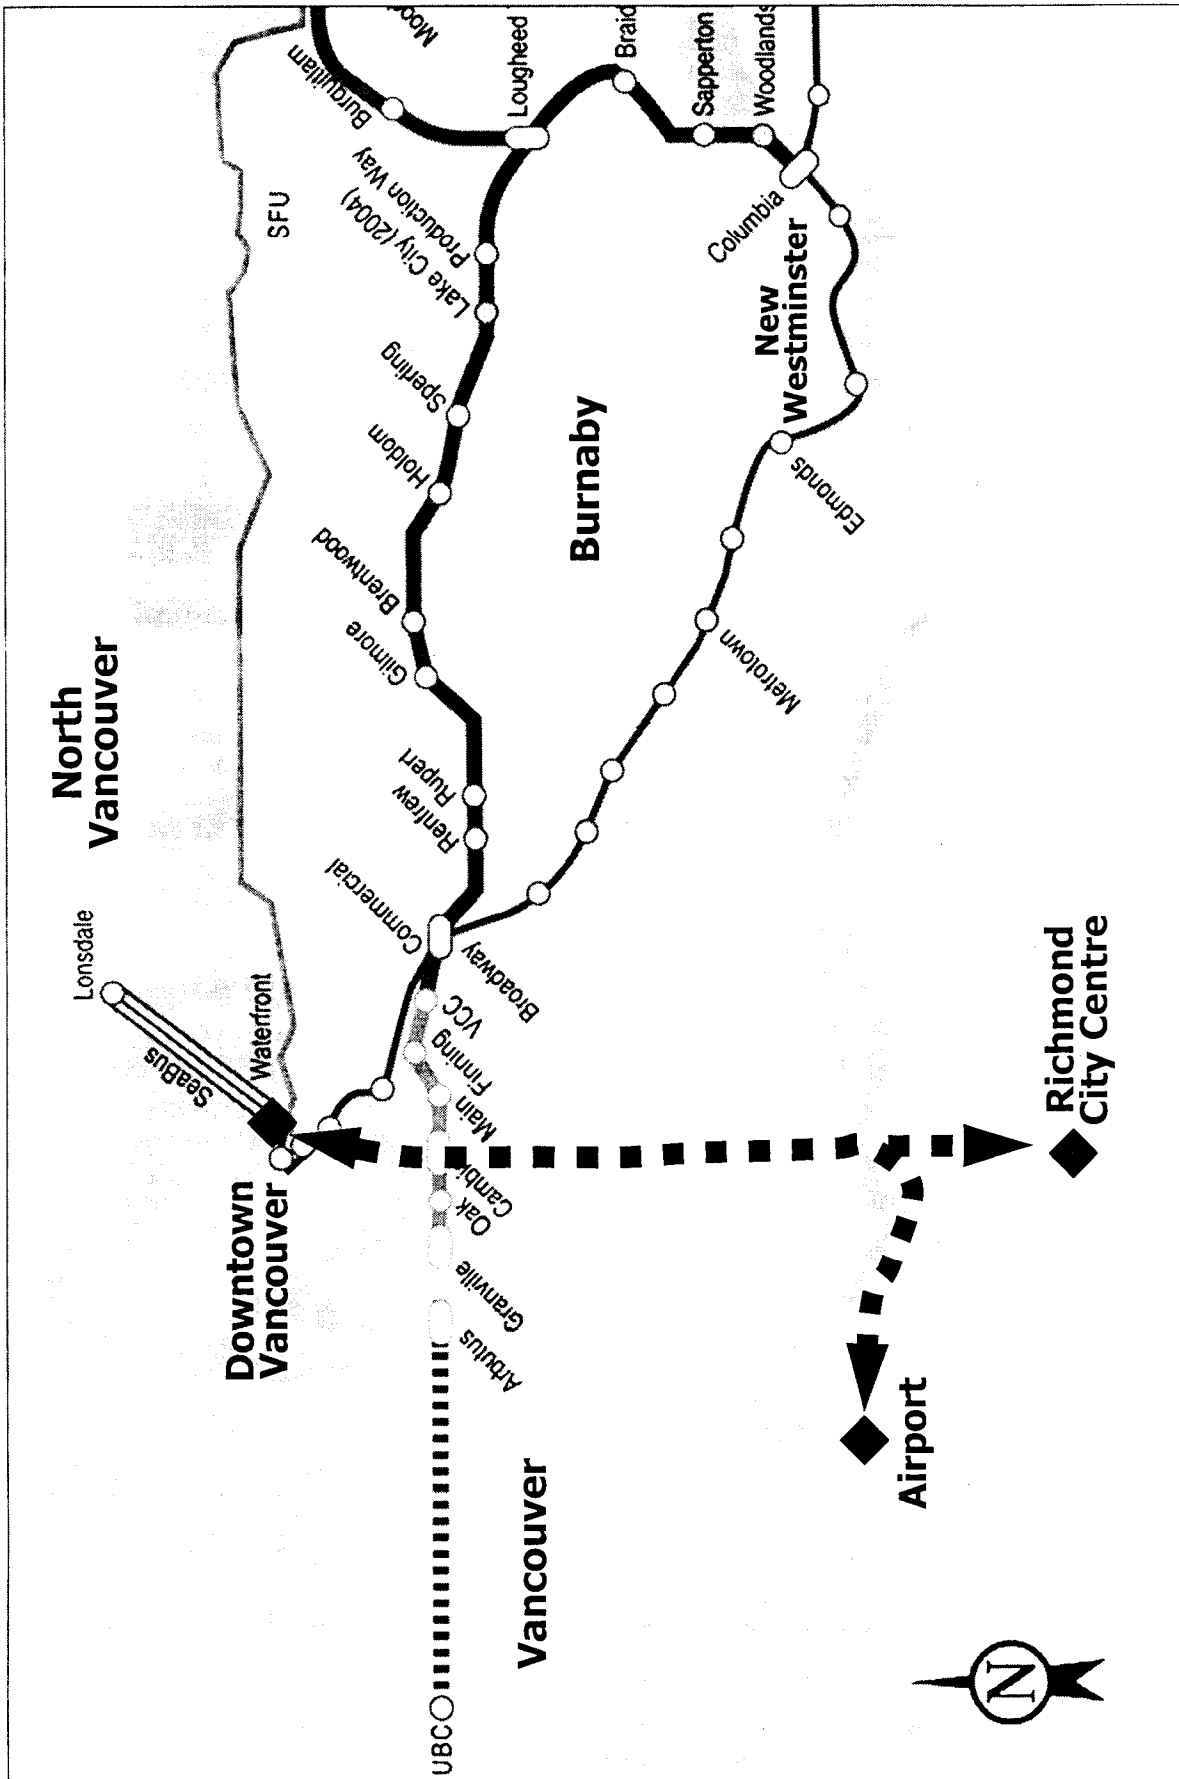 North
Vancouver
Lonsdale
SeaBus
Waterfront
SFU
Downtown
Vancouver
Burquitlam
Moo
Lougheed
Production Way
Lake City (2004)
Sperling
Holdom
Brentwood
Gilmore
Rupert
Renfrew
Commercial
Broadway
VCC
Finning
Main
Cambi
Oak
Granville
Arbutus
UBC
Vancouver
Burnaby
Braid
Sapperton
Woodlands
Columbia
New
Westminster
Edmonds
Metrotown
Airport
Richmond
City Centre
N